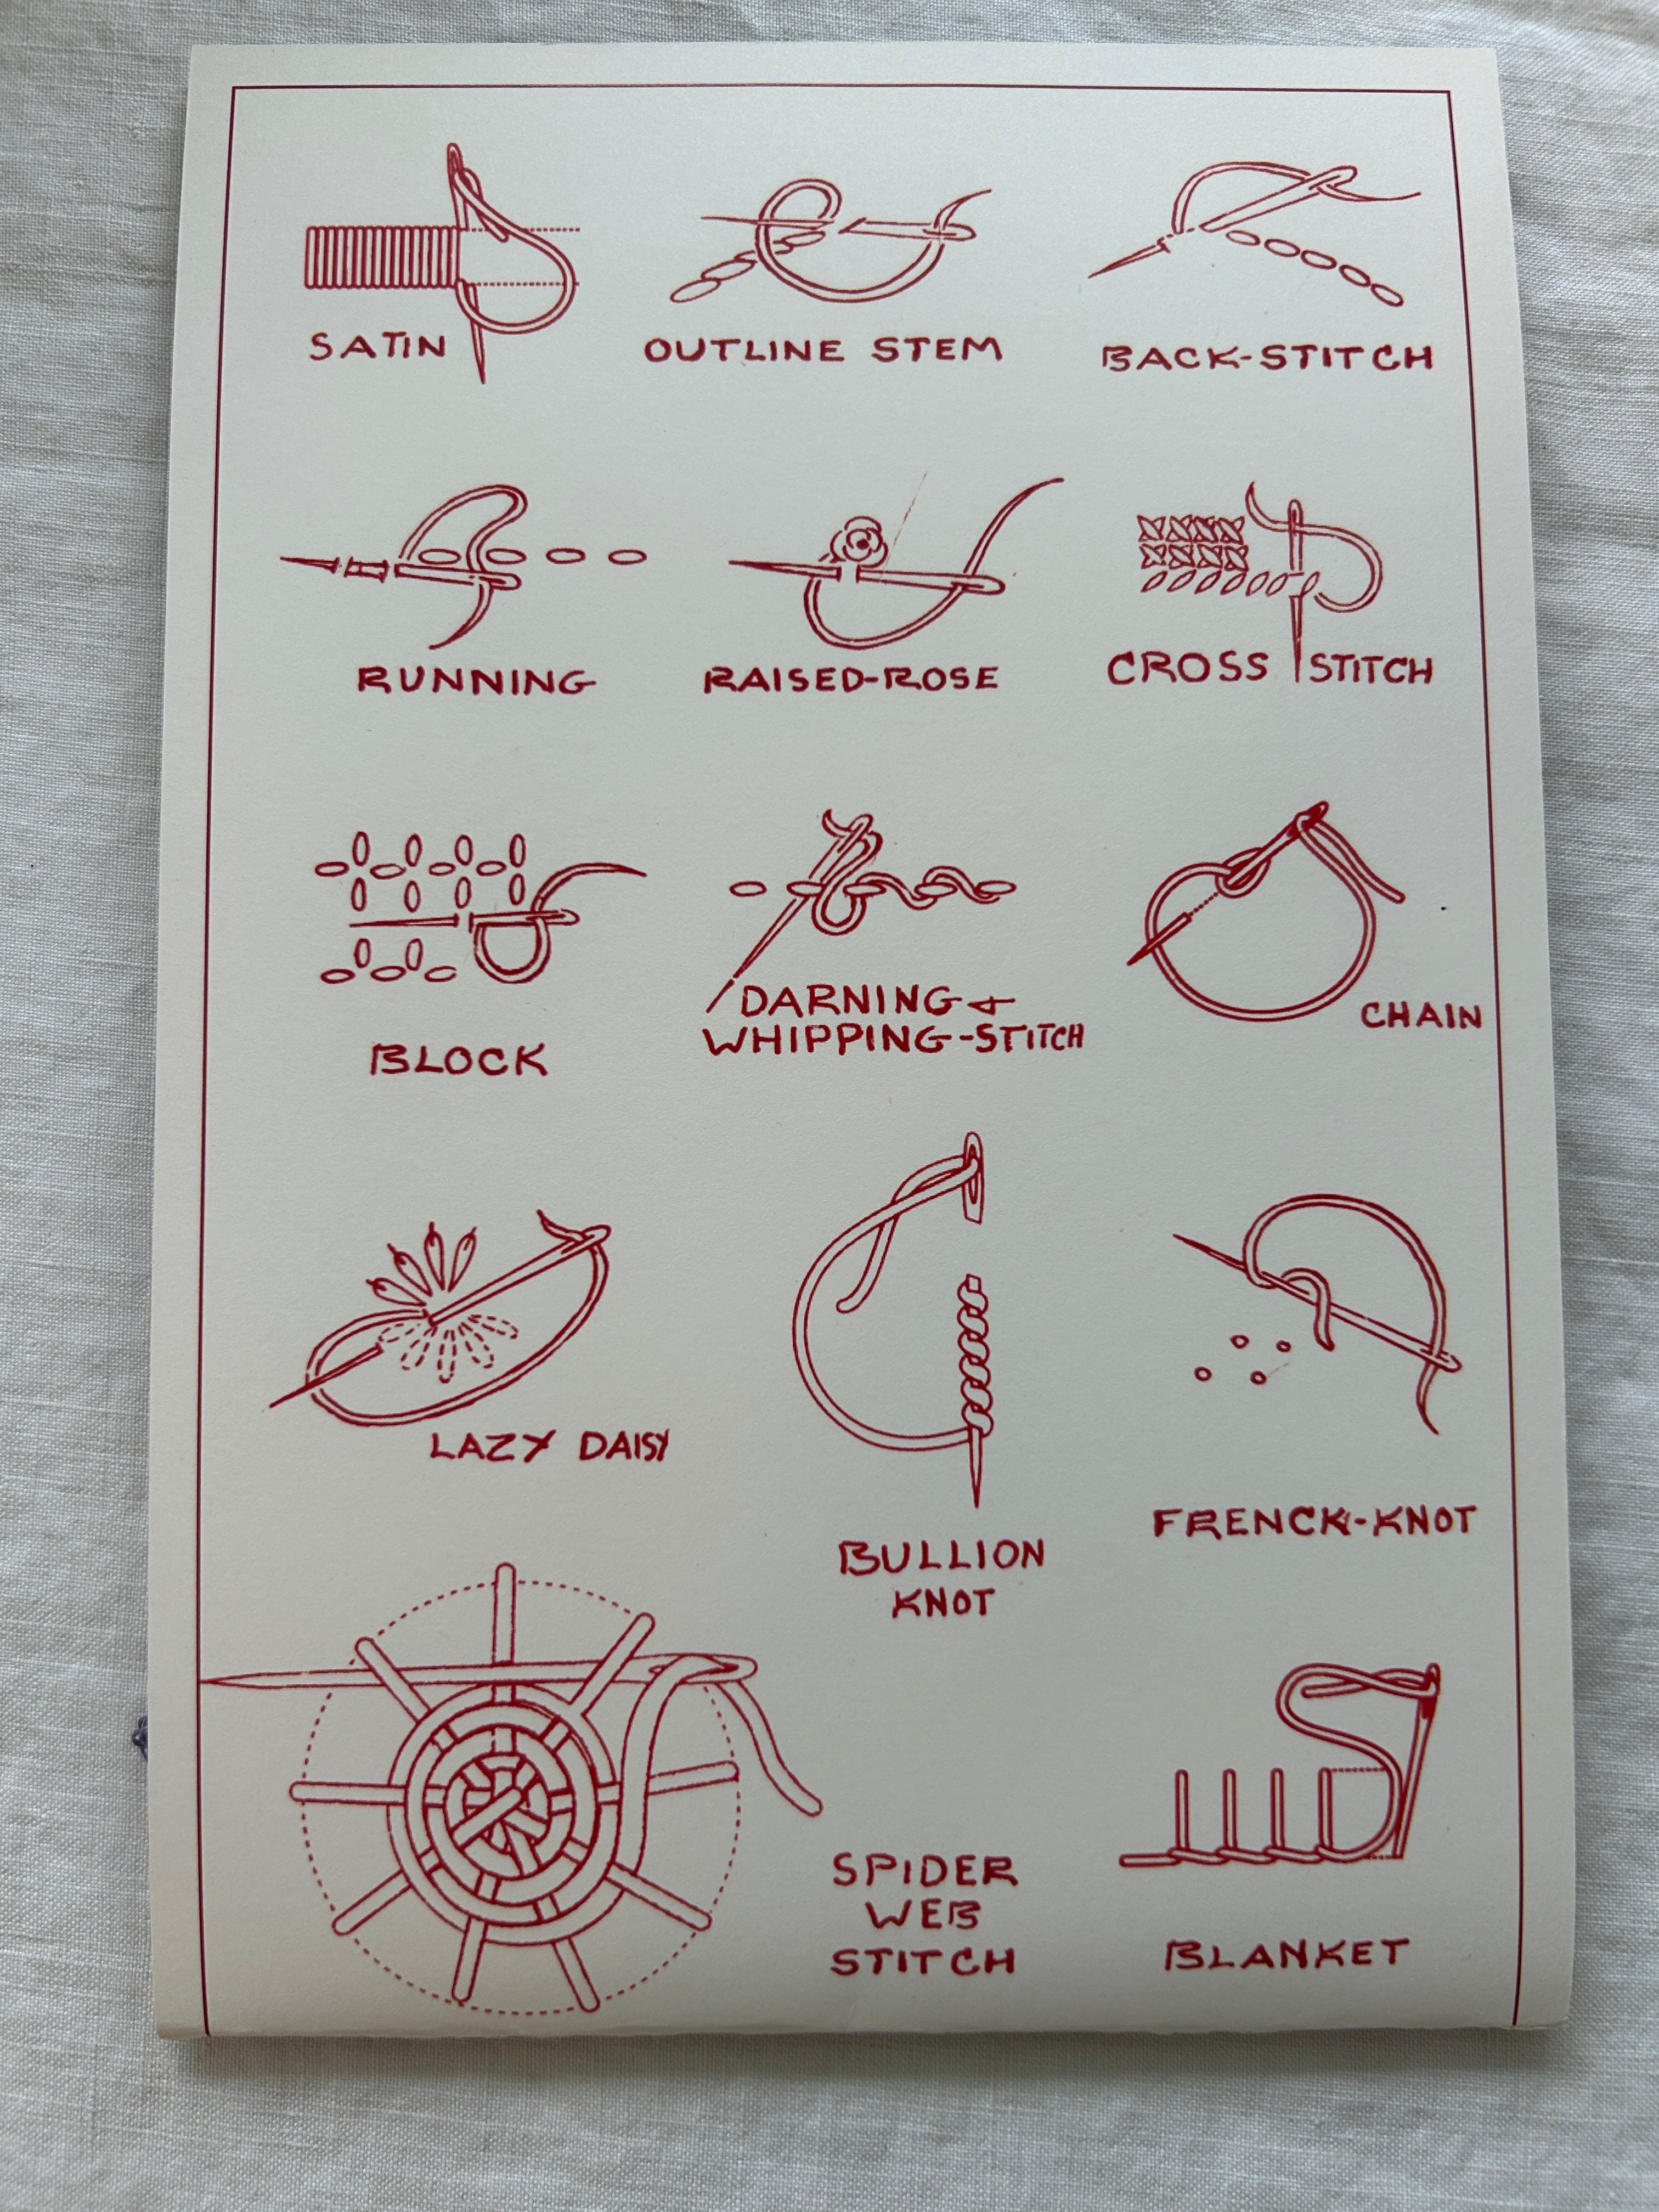 SATIN
OUTLINE STEM
BACK-STITCH
RUNNING
RAISED-ROSE
CROSS STITCH
BLOCK
DARNING &
WHIPPING-STITCH
CHAIN
LAZY DAISY
BULLION
KNOT
FRENCK-KNOT
SPIDER
WEB
STITCH
BLANKET